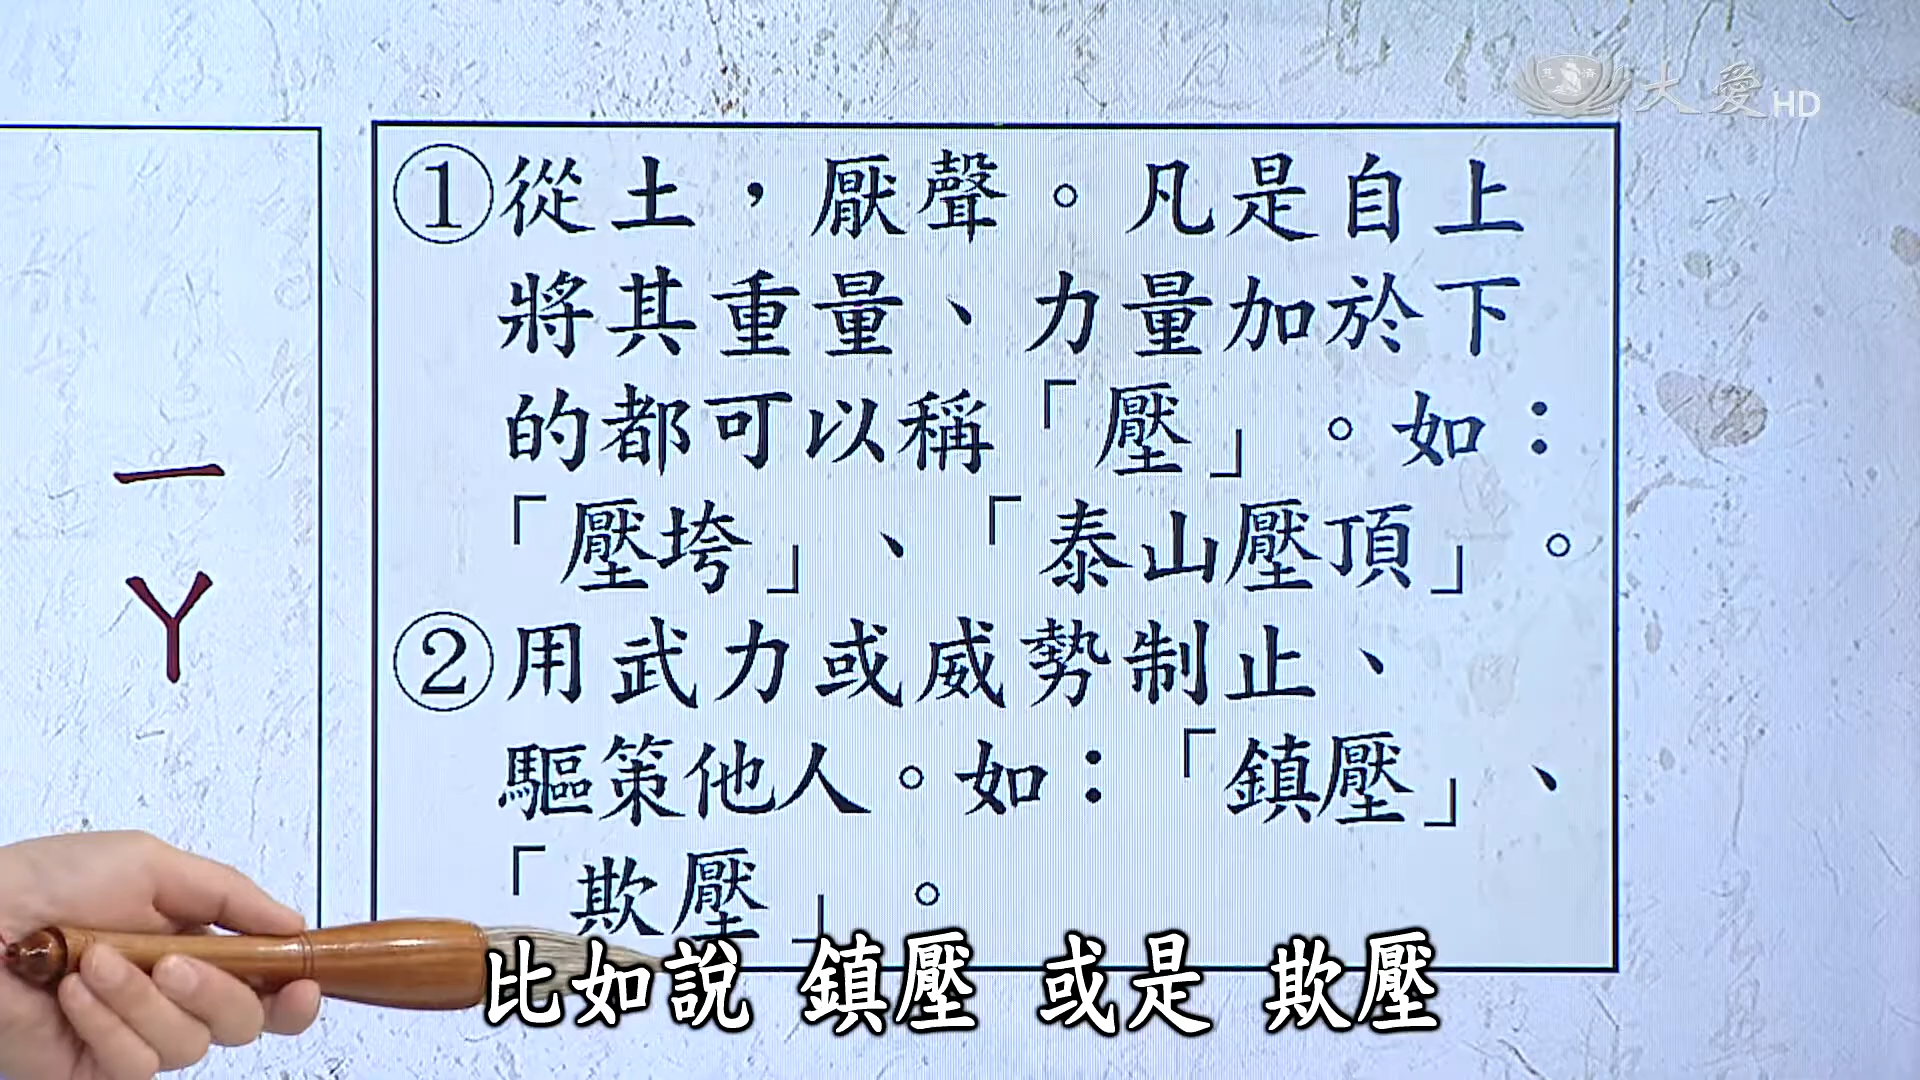 大愛HD
ㄧ
ㄚ
①從土，厭聲。凡是自上
將其重量、力量加於下
的都可以稱「壓」。如：
「壓垮」、「泰山壓頂」。
②用武力或威勢制止、
驅策他人。如：「鎮壓」、
「欺壓」。
比如說 鎮壓 或是 欺壓